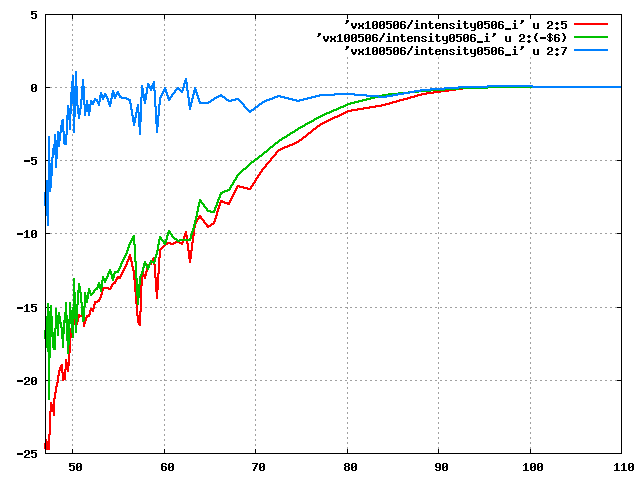 5
'vx100506/intensity0506_i' u 2:5
'vx100506/intensity0506_i' u 2:(-$6)
'vx100506/intensity0506_i' u 2:7
0
-5
-10
-15
-20
-25
50 60 70 80 90 100 110